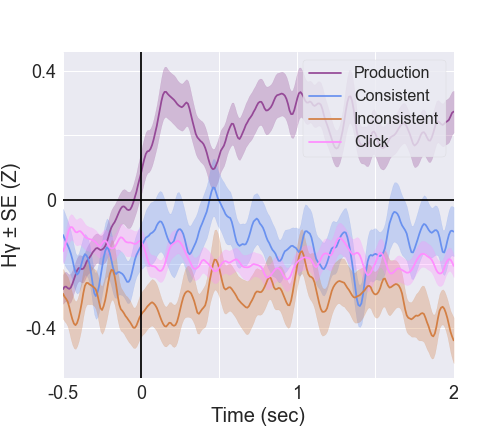 Hγ ± SE (Z)
0.4
0
-0.4
Production
Consistent
Inconsistent
Click
-0.5
0
1
2
Time (sec)